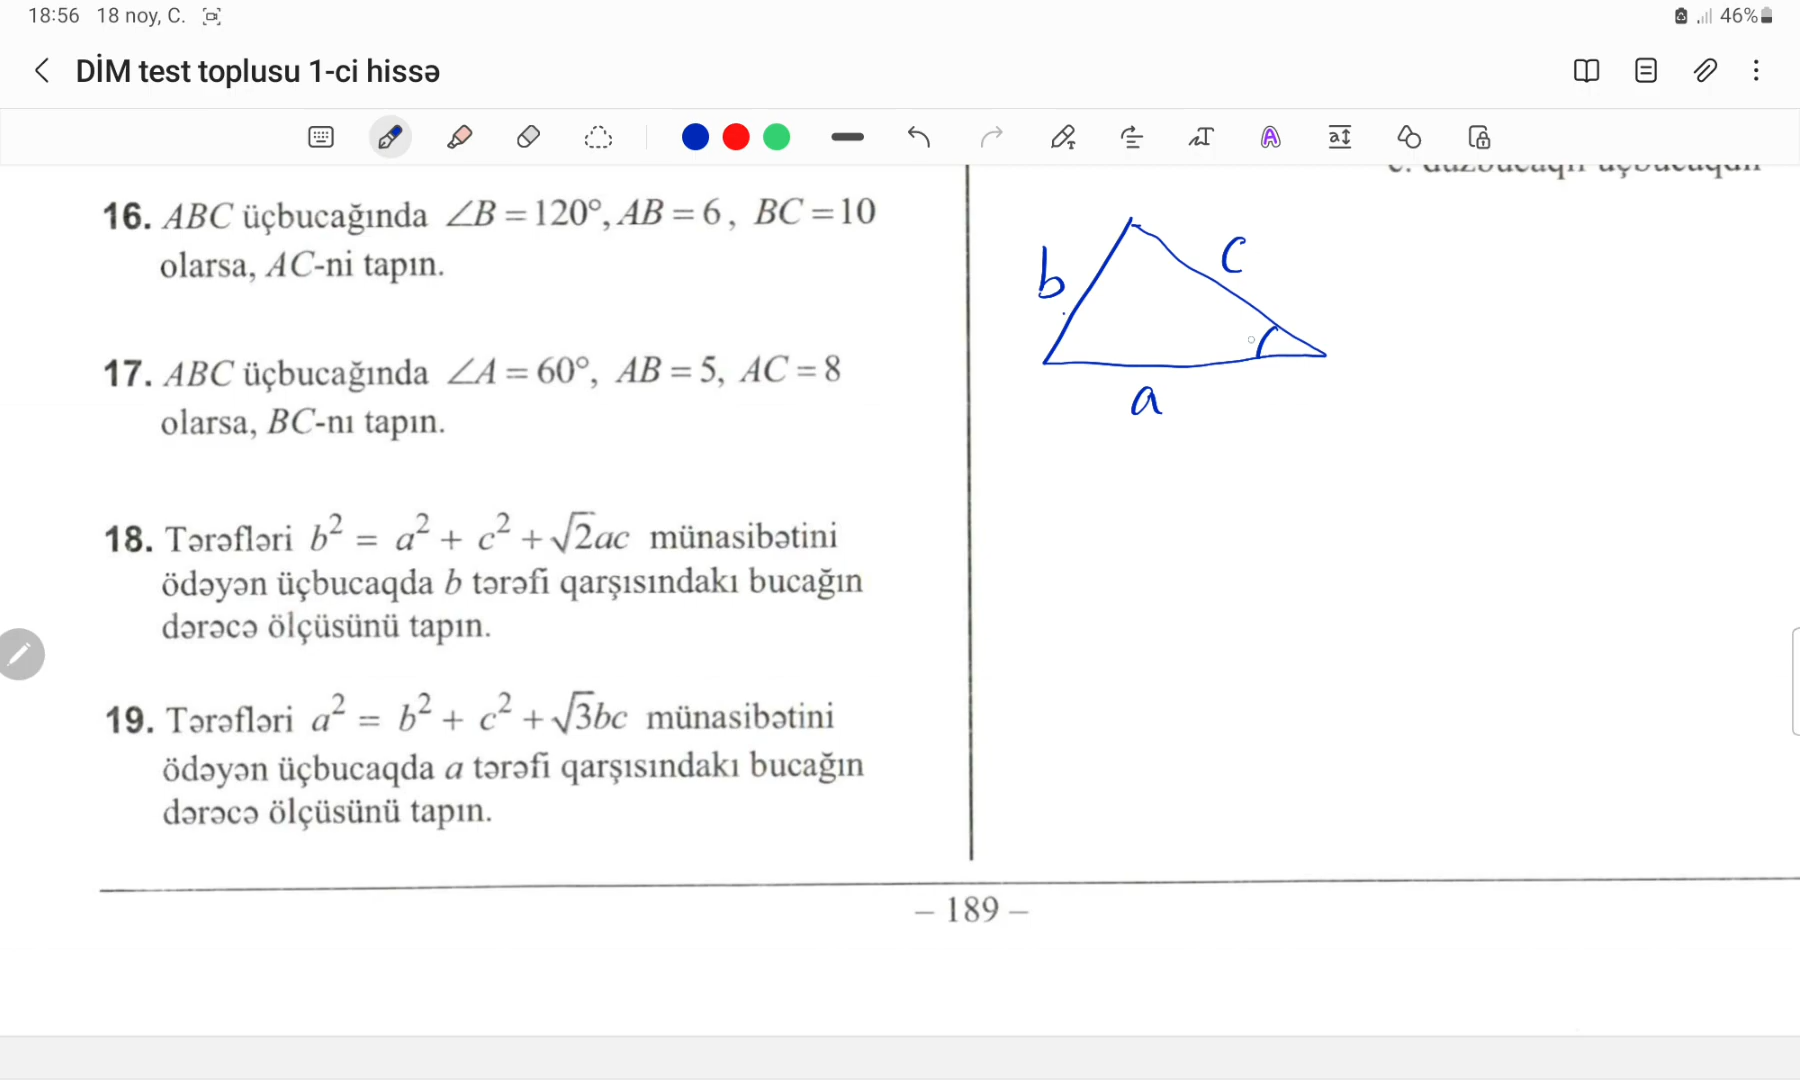 18:56 18 noy, C.
46%
DİM test toplusu 1-ci hissə
16. ABC üçbucağında ∠B = 120°, AB = 6, BC = 10
olarsa, AC-ni tapın.
17. ABC üçbucağında ∠A = 60°, AB = 5, AC = 8
olarsa, BC-nı tapın.
18. Tərəfləri b² = a² + c² + √2ac münasibətini
ödəyən üçbucaqda b tərəfi qarşısındakı bucağın
dərəcə ölçüsünü tapın.
19. Tərəfləri a² = b² + c² + √3bc münasibətini
ödəyən üçbucaqda a tərəfi qarşısındakı bucağın
dərəcə ölçüsünü tapın.
b
c
a
– 189 –